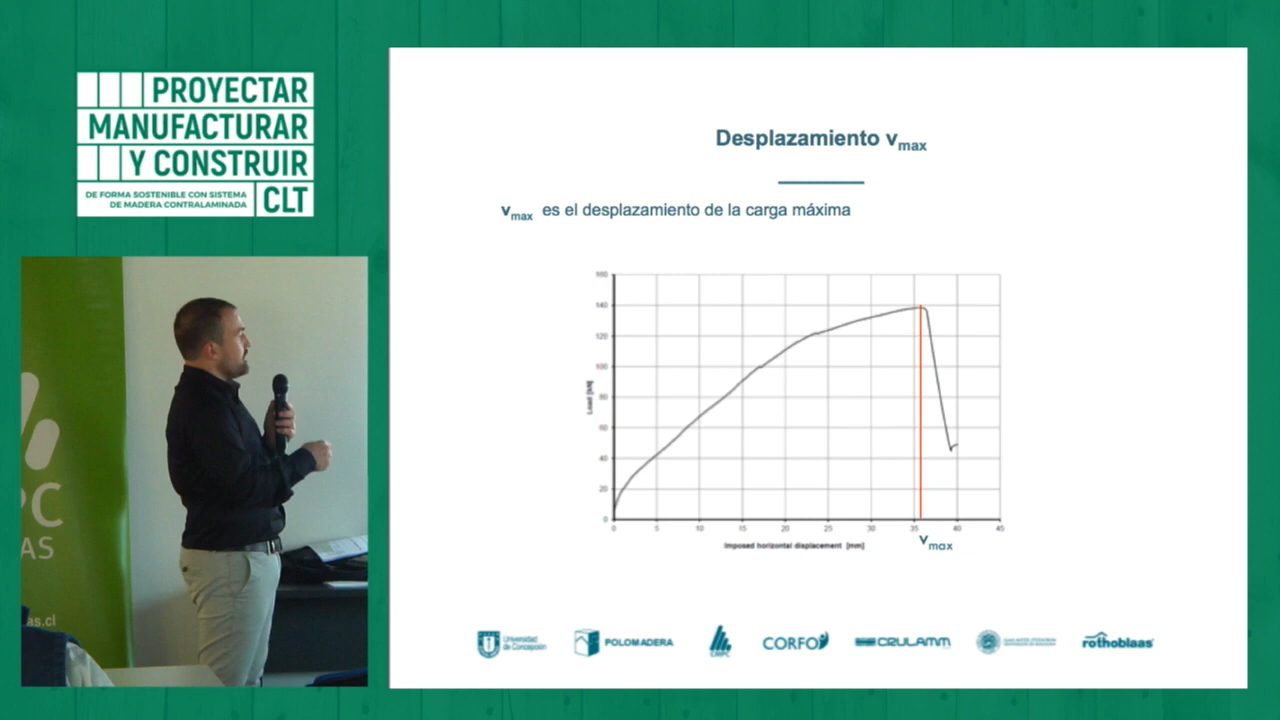 PROYECTAR
MANUFACTURAR
Y CONSTRUIR
DE FORMA SOSTENIBLE CON SISTEMA
DE MADERA CONTRALAMINADA
CLT
PC
AS
as.cl
Desplazamiento vmax
vmax es el desplazamiento de la carga máxima
Load [kN]
160
140
120
100
80
60
40
20
0
0 5 10 15 20 25 30 35 40 45
vmax
Imposed horizontal displacement [mm]
Universidad
de Concepción
POLOMADERA
CMPC
CORFO
CRULAMM
rothoblaas